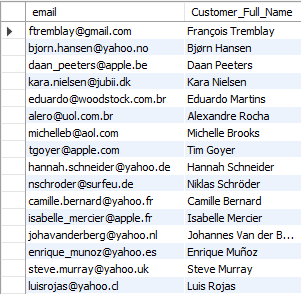 email Customer_Full_Name
ftremblay@gmail.com François Tremblay
bjorn.hansen@yahoo.no Bjørn Hansen
daan_peeters@apple.be Daan Peeters
kara.nielsen@jubii.dk Kara Nielsen
eduardo@woodstock.com.br Eduardo Martins
alero@uol.com.br Alexandre Rocha
michelleb@aol.com Michelle Brooks
tgoyer@apple.com Tim Goyer
hannah.schneider@yahoo.de Hannah Schneider
nschroder@surfeu.de Niklas Schröder
camille.bernard@yahoo.fr Camille Bernard
isabelle_mercier@apple.fr Isabelle Mercier
johavanderberg@yahoo.nl Johannes Van der B...
enrique_munoz@yahoo.es Enrique Muñoz
steve.murray@yahoo.uk Steve Murray
luisrojas@yahoo.cl Luis Rojas